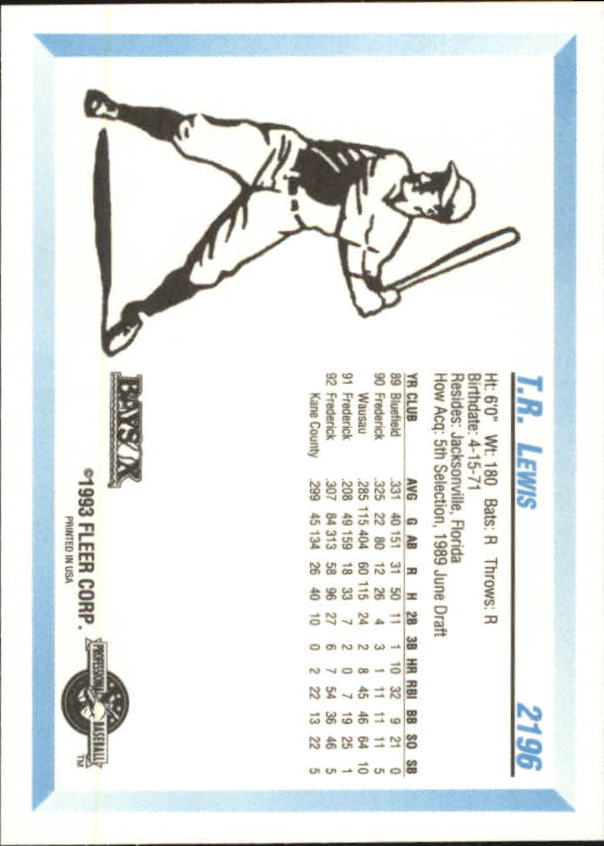 T.R. LEWIS 2196
Ht: 6'0" Wt: 180 Bats: R Throws: R
Birthdate: 4-15-71
Resides: Jacksonville, Florida
How Acq: 5th Selection, 1989 June Draft
YR CLUB AVG G AB R H 2B 3B HR RBI BB SO SB
89 Bluefield .331 40 151 31 50 11 1 10 32 9 21 0
90 Frederick .325 22 80 12 26 4 3 1 11 11 11 5
Wausau .285 115 404 60 115 24 2 8 45 46 64 10
91 Frederick .208 49 159 18 33 7 2 0 7 19 25 1
92 Frederick .307 84 313 58 96 27 6 7 54 36 46 5
Kane County .299 45 134 26 40 10 0 2 22 13 22 5
BAYSOX
©1993 FLEER CORP.
PRINTED IN USA
PROFESSIONAL BASEBALL TM